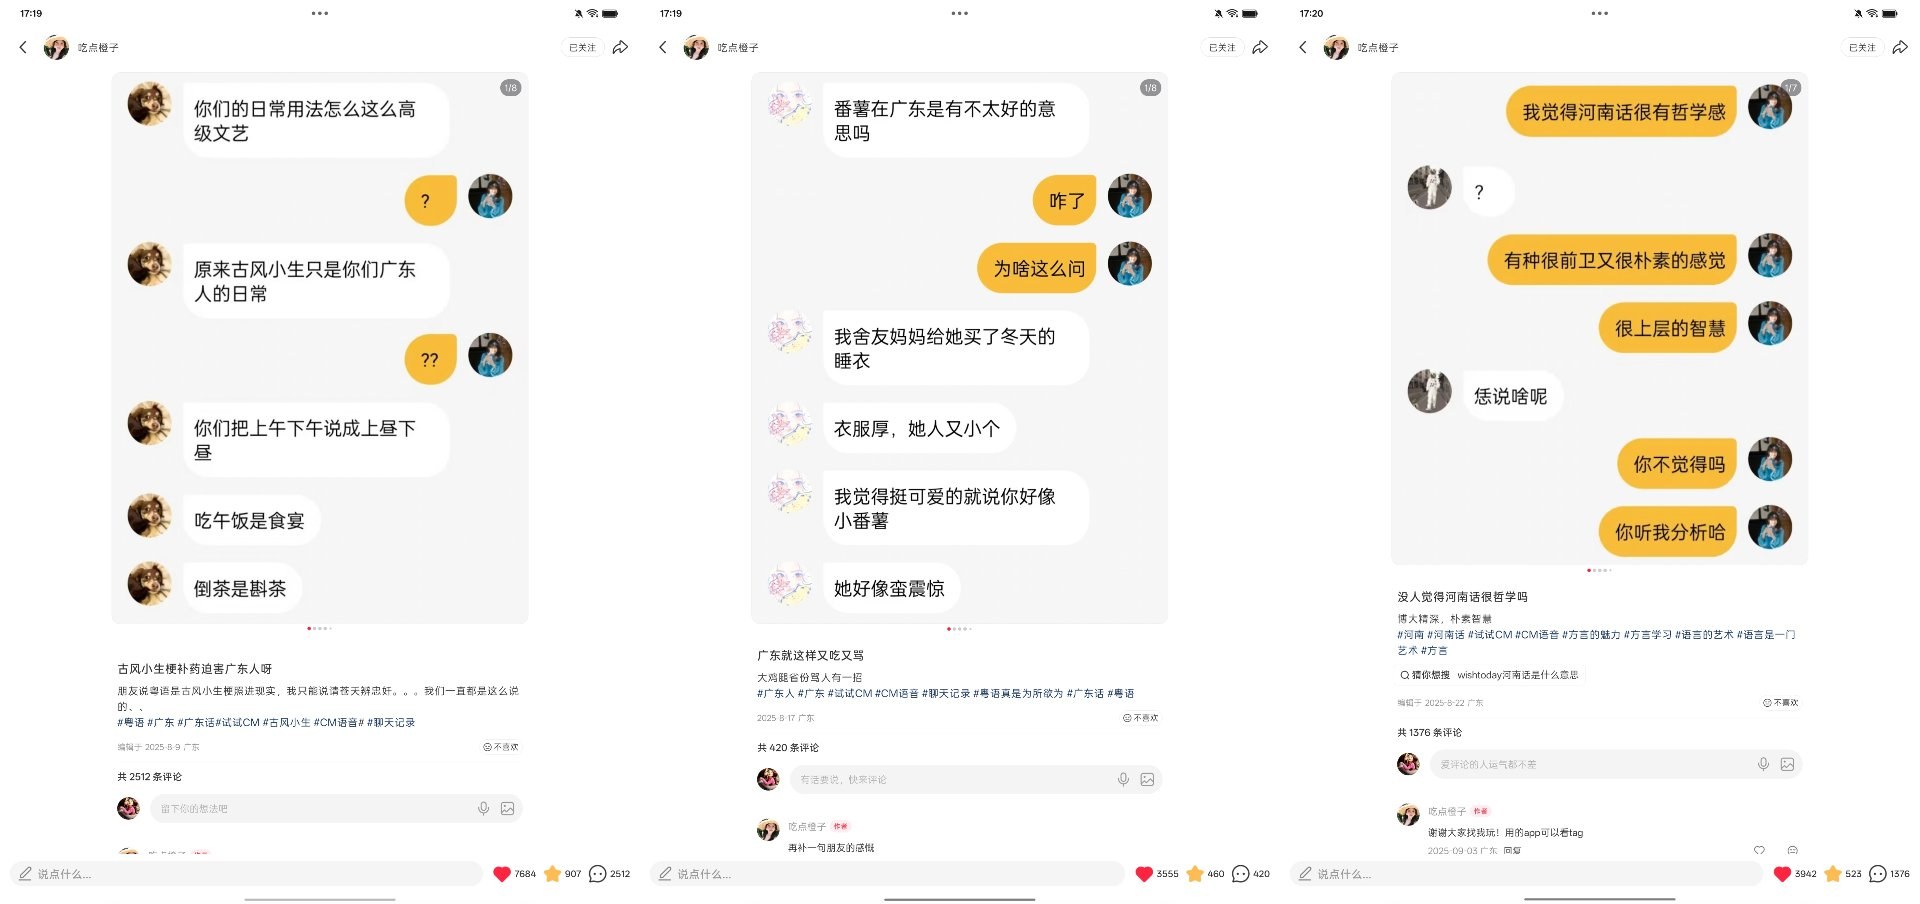 17:19
吃点橙子
已关注
1/8
你们的日常用法怎么这么高
级文艺
?
原来古风小生只是你们广东
人的日常
??
你们把上午下午说成上昼下
昼
吃午饭是食宴
倒茶是斟茶
古风小生梗补药迫害广东人呀
朋友说粤语是古风小生梗照进现实，我只能说请苍天辨忠奸。。。我们一直都是这么说
的、、
#粤语 #广东 #广东话#试试CM #古风小生 #CM语音# #聊天记录
编辑于 2025-8-9 广东
不喜欢
共 2512 条评论
留下你的想法吧
说点什么...
7684
907
2512
17:19
吃点橙子
已关注
1/8
番薯在广东是有不太好的意
思吗
咋了
为啥这么问
我舍友妈妈给她买了冬天的
睡衣
衣服厚，她人又小个
我觉得挺可爱的就说你好像
小番薯
她好像蛮震惊
广东就这样又吃又骂
大鸡腿省份骂人有一招
#广东人 #广东 #试试CM #CM语音 #聊天记录 #粤语真是为所欲为 #广东话 #粤语
2025-8-17 广东
不喜欢
共 420 条评论
有话要说，快来评论
吃点橙子 作者
再补一句朋友的感慨
说点什么...
3555
460
420
17:20
吃点橙子
已关注
1/7
我觉得河南话很有哲学感
?
有种很前卫又很朴素的感觉
很上层的智慧
恁说啥呢
你不觉得吗
你听我分析哈
没人觉得河南话很哲学吗
博大精深，朴素智慧
#河南 #河南话 #试试CM #CM语音 #方言的魅力 #方言学习 #语言的艺术 #语言是一门
艺术 #方言
猜你想搜 wishtoday河南话是什么意思
编辑于 2025-8-22 广东
不喜欢
共 1376 条评论
爱评论的人运气都不差
吃点橙子 作者
谢谢大家找我玩！用的app可以看tag
2025-09-03 广东 回复
说点什么...
3942
523
1376